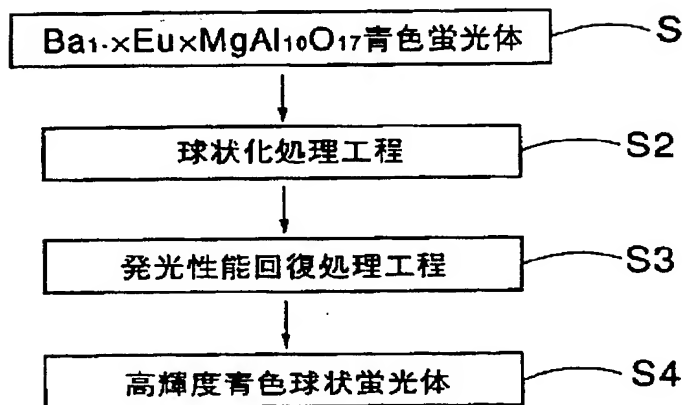 Ba₁₋ₓEuₓMgAl₁₀O₁₇青色蛍光体 S
球状化処理工程 S2
発光性能回復処理工程 S3
高輝度青色球状蛍光体 S4